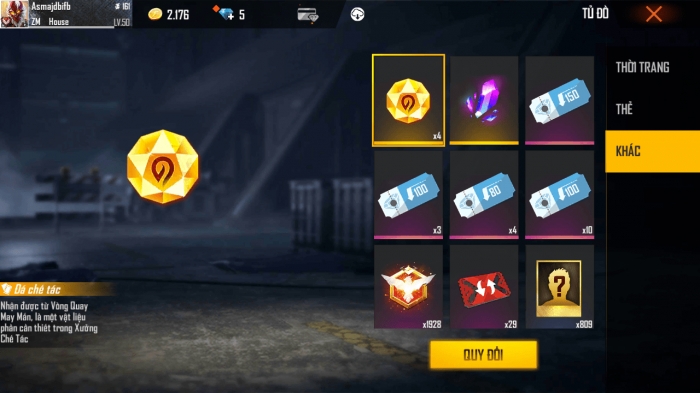 Asmajdbifb
# 161
ZM House
LV.50
2.176
5
TỦ ĐỒ
THỜI TRANG
THẺ
KHÁC
x4
150
100
x3
80
x4
100
x10
x1928
x29
?
x809
Đá chế tác
Nhận được từ Vòng Quay
May Mắn, là một vật liệu
phần cần thiết trong Xưởng
Chế Tác
QUY ĐỔI